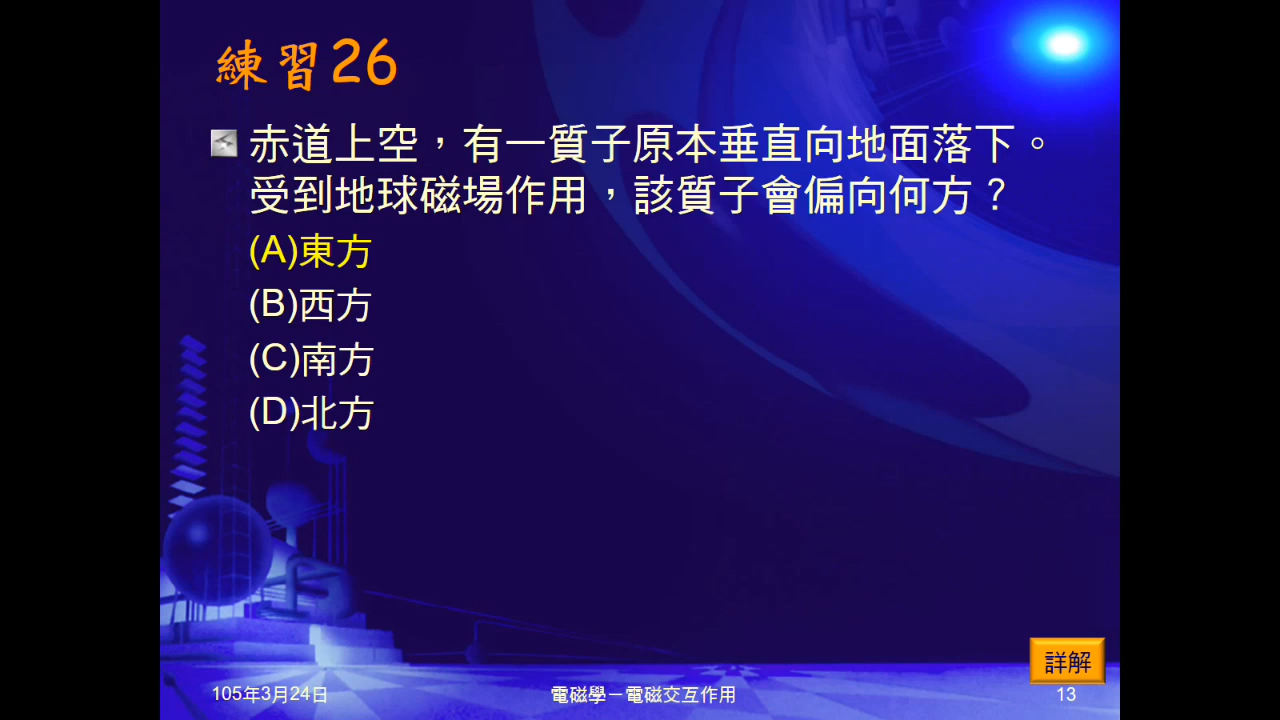 練習26
赤道上空，有一質子原本垂直向地面落下。
受到地球磁場作用，該質子會偏向何方？
(A)東方
(B)西方
(C)南方
(D)北方
詳解
105年3月24日
電磁學－電磁交互作用
13